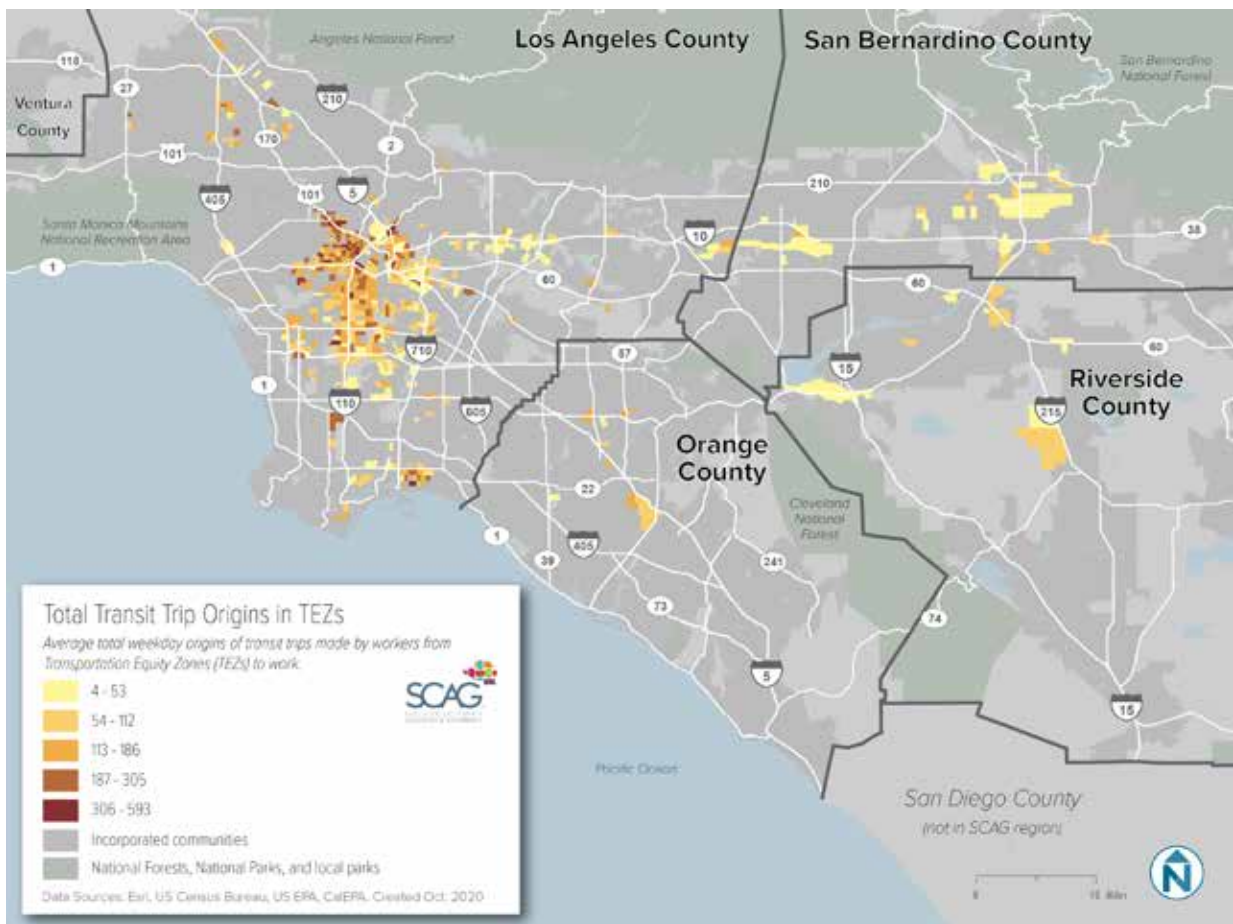 Angeles National Forest
Los Angeles County
San Bernardino County
San Bernardino
National Forest
118
27
210
Ventura
County
170
2
101
5
101
405
210
Santa Monica Mountains
National Recreation Area
10
38
1
60
60
710
57
15
60
1
110
605
Riverside
County
215
Orange
County
22
Cleveland
National
Forest
1
405
39
241
73
74
5
15
Pacific Ocean
San Diego County
(not in SCAG region)
Total Transit Trip Origins in TEZs
Average total weekday origins of transit trips made by workers from
Transportation Equity Zones (TEZs) to work.
SCAG
4 - 53
54 - 112
113 - 186
187 - 305
306 - 593
Incorporated communities
National Forests, National Parks, and local parks
Data Sources: Esri, US Census Bureau, US EPA, CalEPA. Created Oct. 2020
N